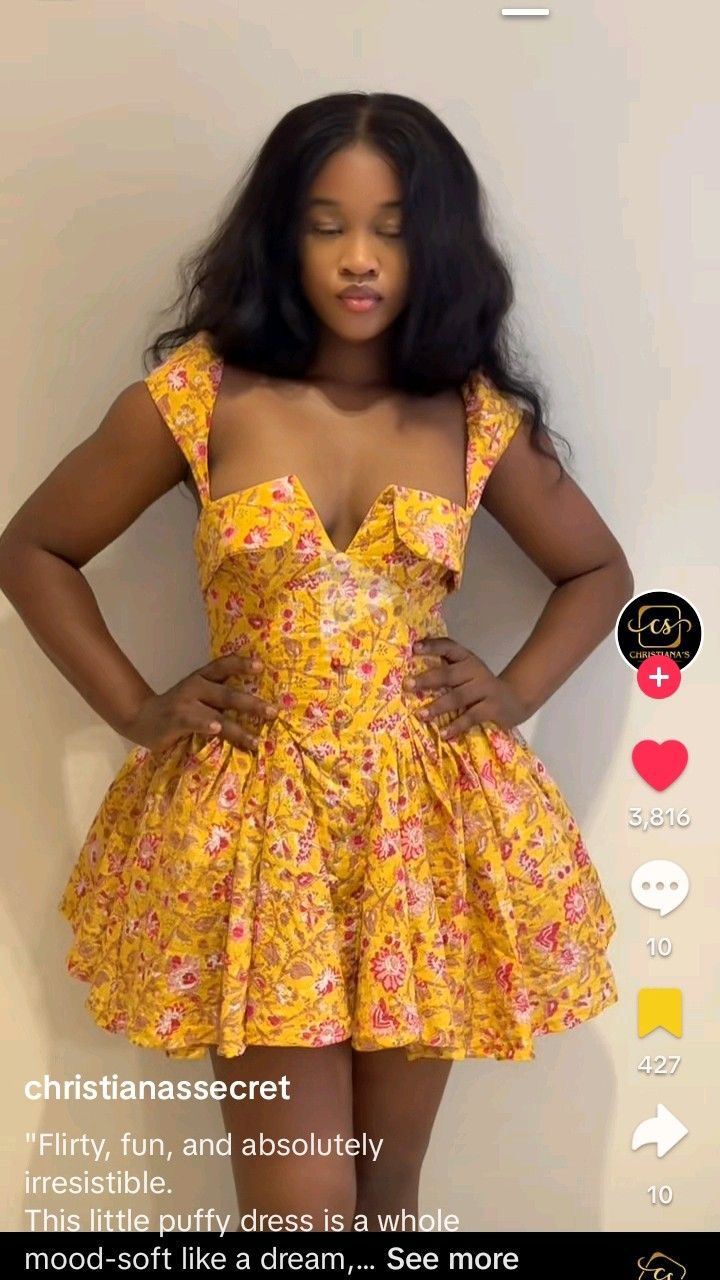 CS
CHRISTIANA'S
3,816
10
427
10
christianassecret
"Flirty, fun, and absolutely
irresistible.
This little puffy dress is a whole
mood-soft like a dream,... See more
cs